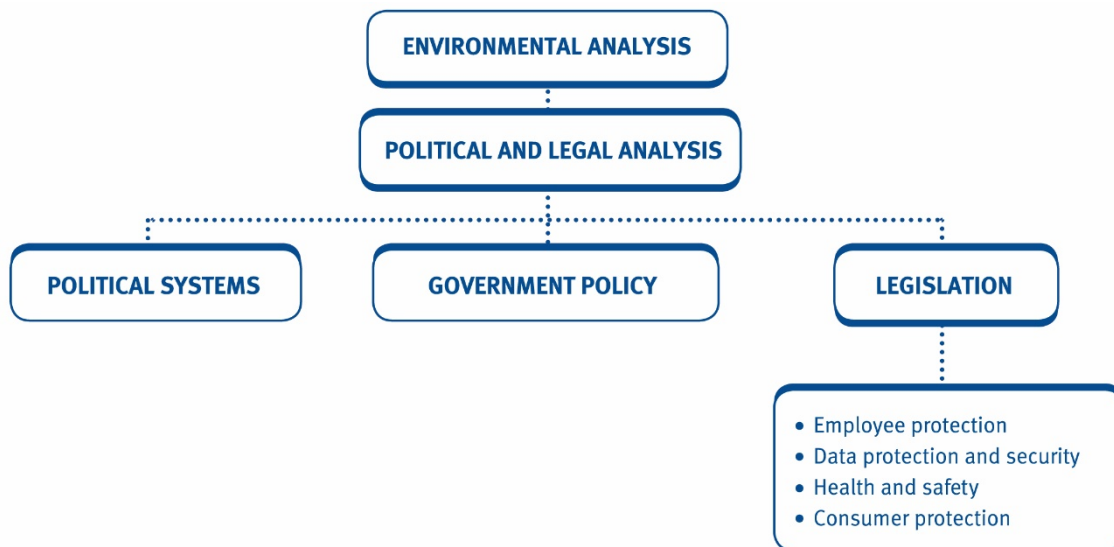 ENVIRONMENTAL ANALYSIS
POLITICAL AND LEGAL ANALYSIS
POLITICAL SYSTEMS
GOVERNMENT POLICY
LEGISLATION
• Employee protection
• Data protection and security
• Health and safety
• Consumer protection